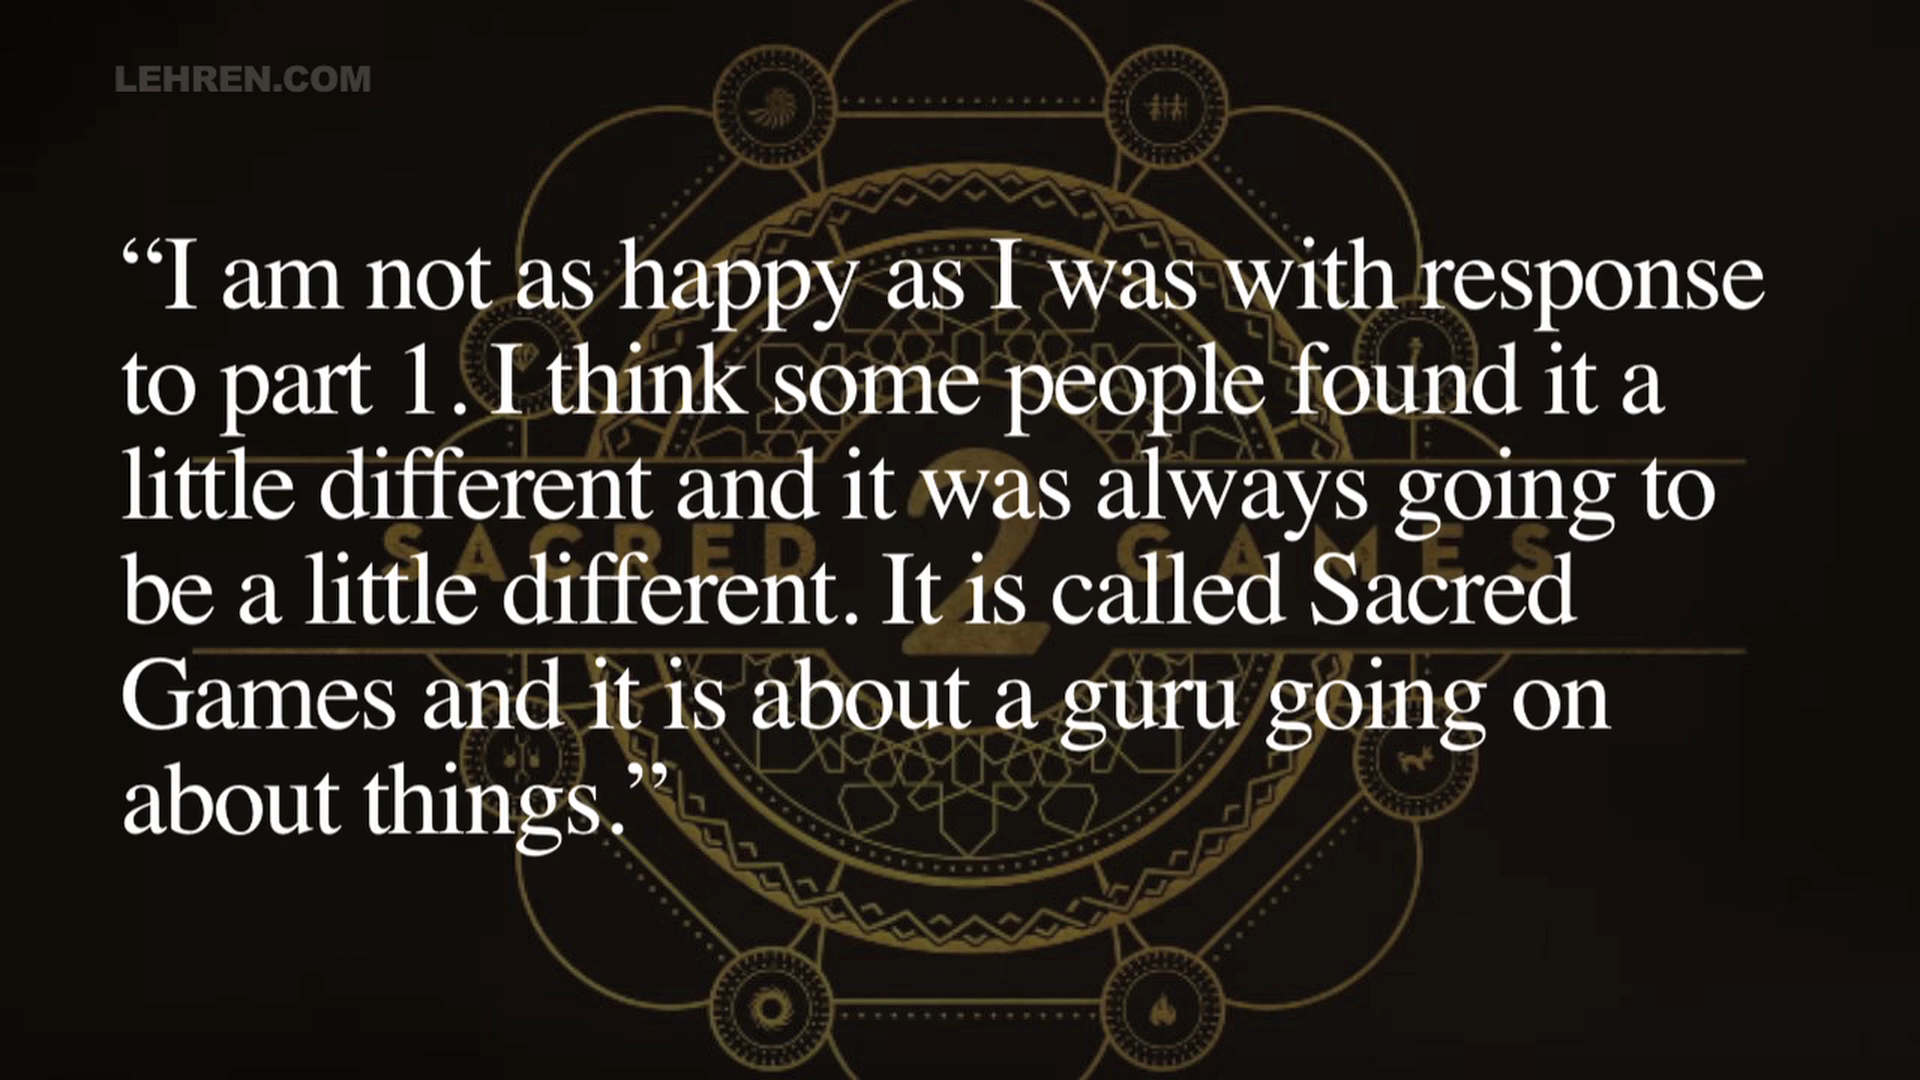 LEHREN.COM
“I am not as happy as I was with response
to part 1. I think some people found it a
little different and it was always going to
be a little different. It is called Sacred
Games and it is about a guru going on
about things.”
SACRED 2 GAMES